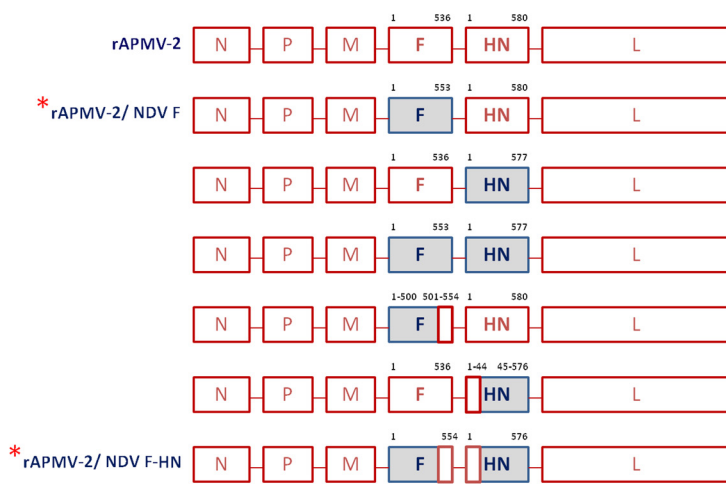 1 536 1 580
rAPMV-2 N P M F HN L
1 553 1 580
* rAPMV-2/ NDV F N P M F HN L
1 536 1 577
N P M F HN L
1 553 1 577
N P M F HN L
1-500 501-554 1 580
N P M F HN L
1 536 1-44 45-576
N P M F HN L
1 554 1 576
* rAPMV-2/ NDV F-HN N P M F HN L